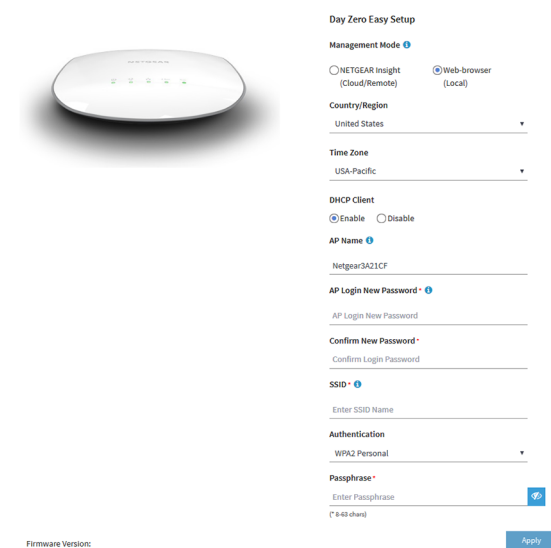 NETGEAR
Day Zero Easy Setup
Management Mode
NETGEAR Insight
(Cloud/Remote)
Web-browser
(Local)
Country/Region
United States
Time Zone
USA-Pacific
DHCP Client
Enable
Disable
AP Name
Netgear3A21CF
AP Login New Password *
AP Login New Password
Confirm New Password *
Confirm Login Password
SSID *
Enter SSID Name
Authentication
WPA2 Personal
Passphrase *
Enter Passphrase
(* 8-63 chars)
Apply
Firmware Version: